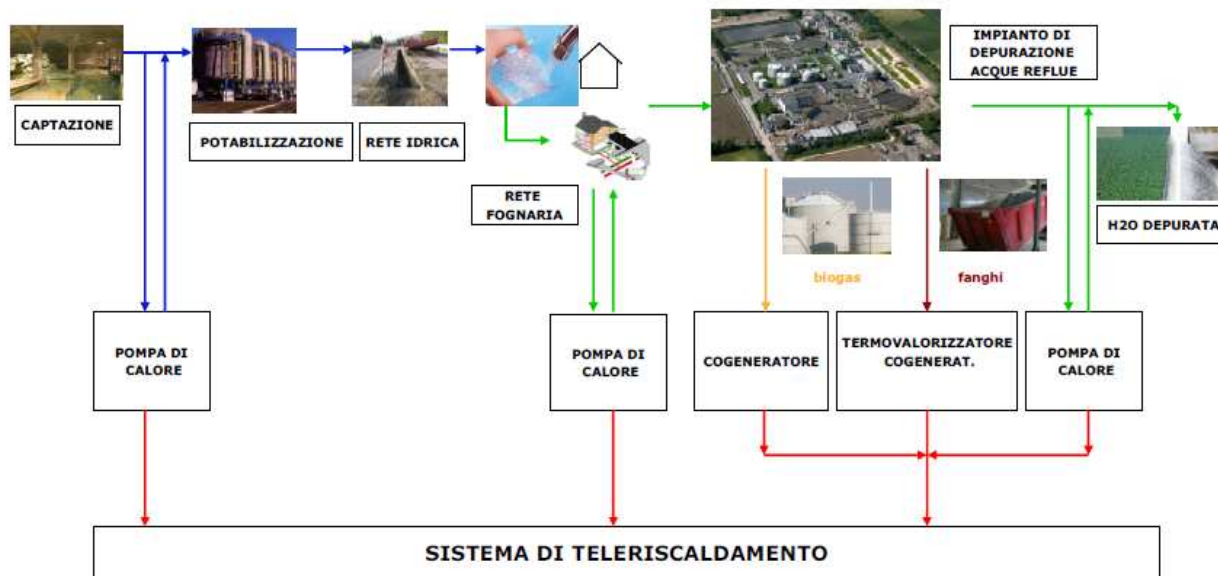 IMPIANTO DI
DEPURAZIONE
ACQUE REFLUE
CAPTAZIONE
POTABILIZZAZIONE
RETE IDRICA
RETE
FOGNARIA
H2O DEPURATA
biogas
fanghi
POMPA DI
CALORE
POMPA DI
CALORE
COGENERATORE
TERMOVALORIZZATORE
COGENERAT.
POMPA DI
CALORE
SISTEMA DI TELERISCALDAMENTO